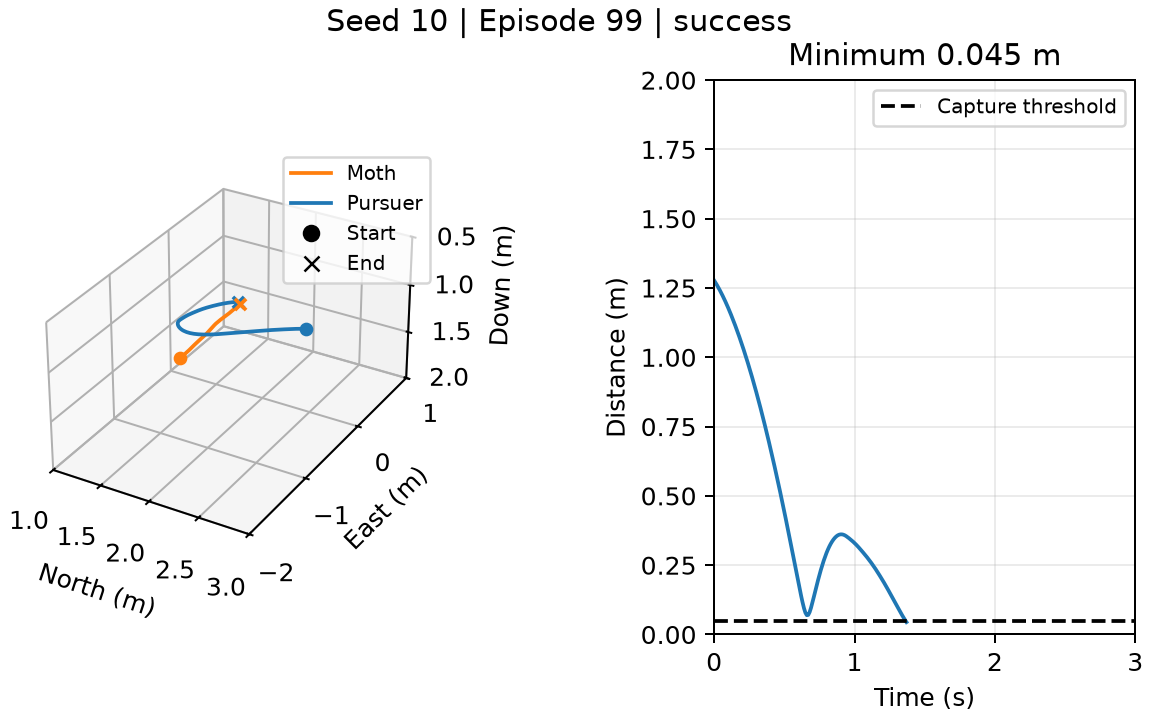 Seed 10 | Episode 99 | success
Moth
Pursuer
Start
End
0.5
1.0
1.5
2.0
Down (m)
1
0
−1
−2
East (m)
1.0
1.5
2.0
2.5
3.0
North (m)
Minimum 0.045 m
Capture threshold
2.00
1.75
1.50
1.25
1.00
0.75
0.50
0.25
0.00
Distance (m)
0 1 2 3
Time (s)